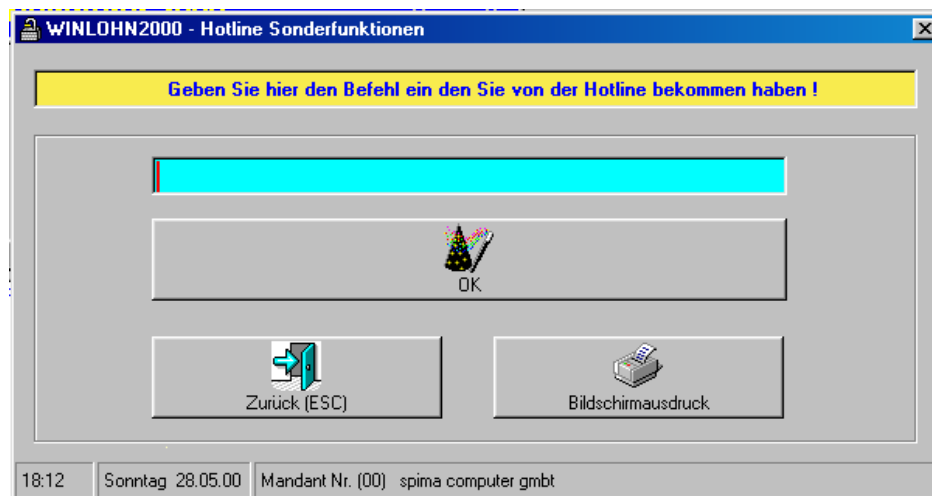 WINLOHN2000 - Hotline Sonderfunktionen
Geben Sie hier den Befehl ein den Sie von der Hotline bekommen haben !
OK
Zurück (ESC)
Bildschirmausdruck
18:12 Sonntag 28.05.00 Mandant Nr. (00) spima computer gmbt